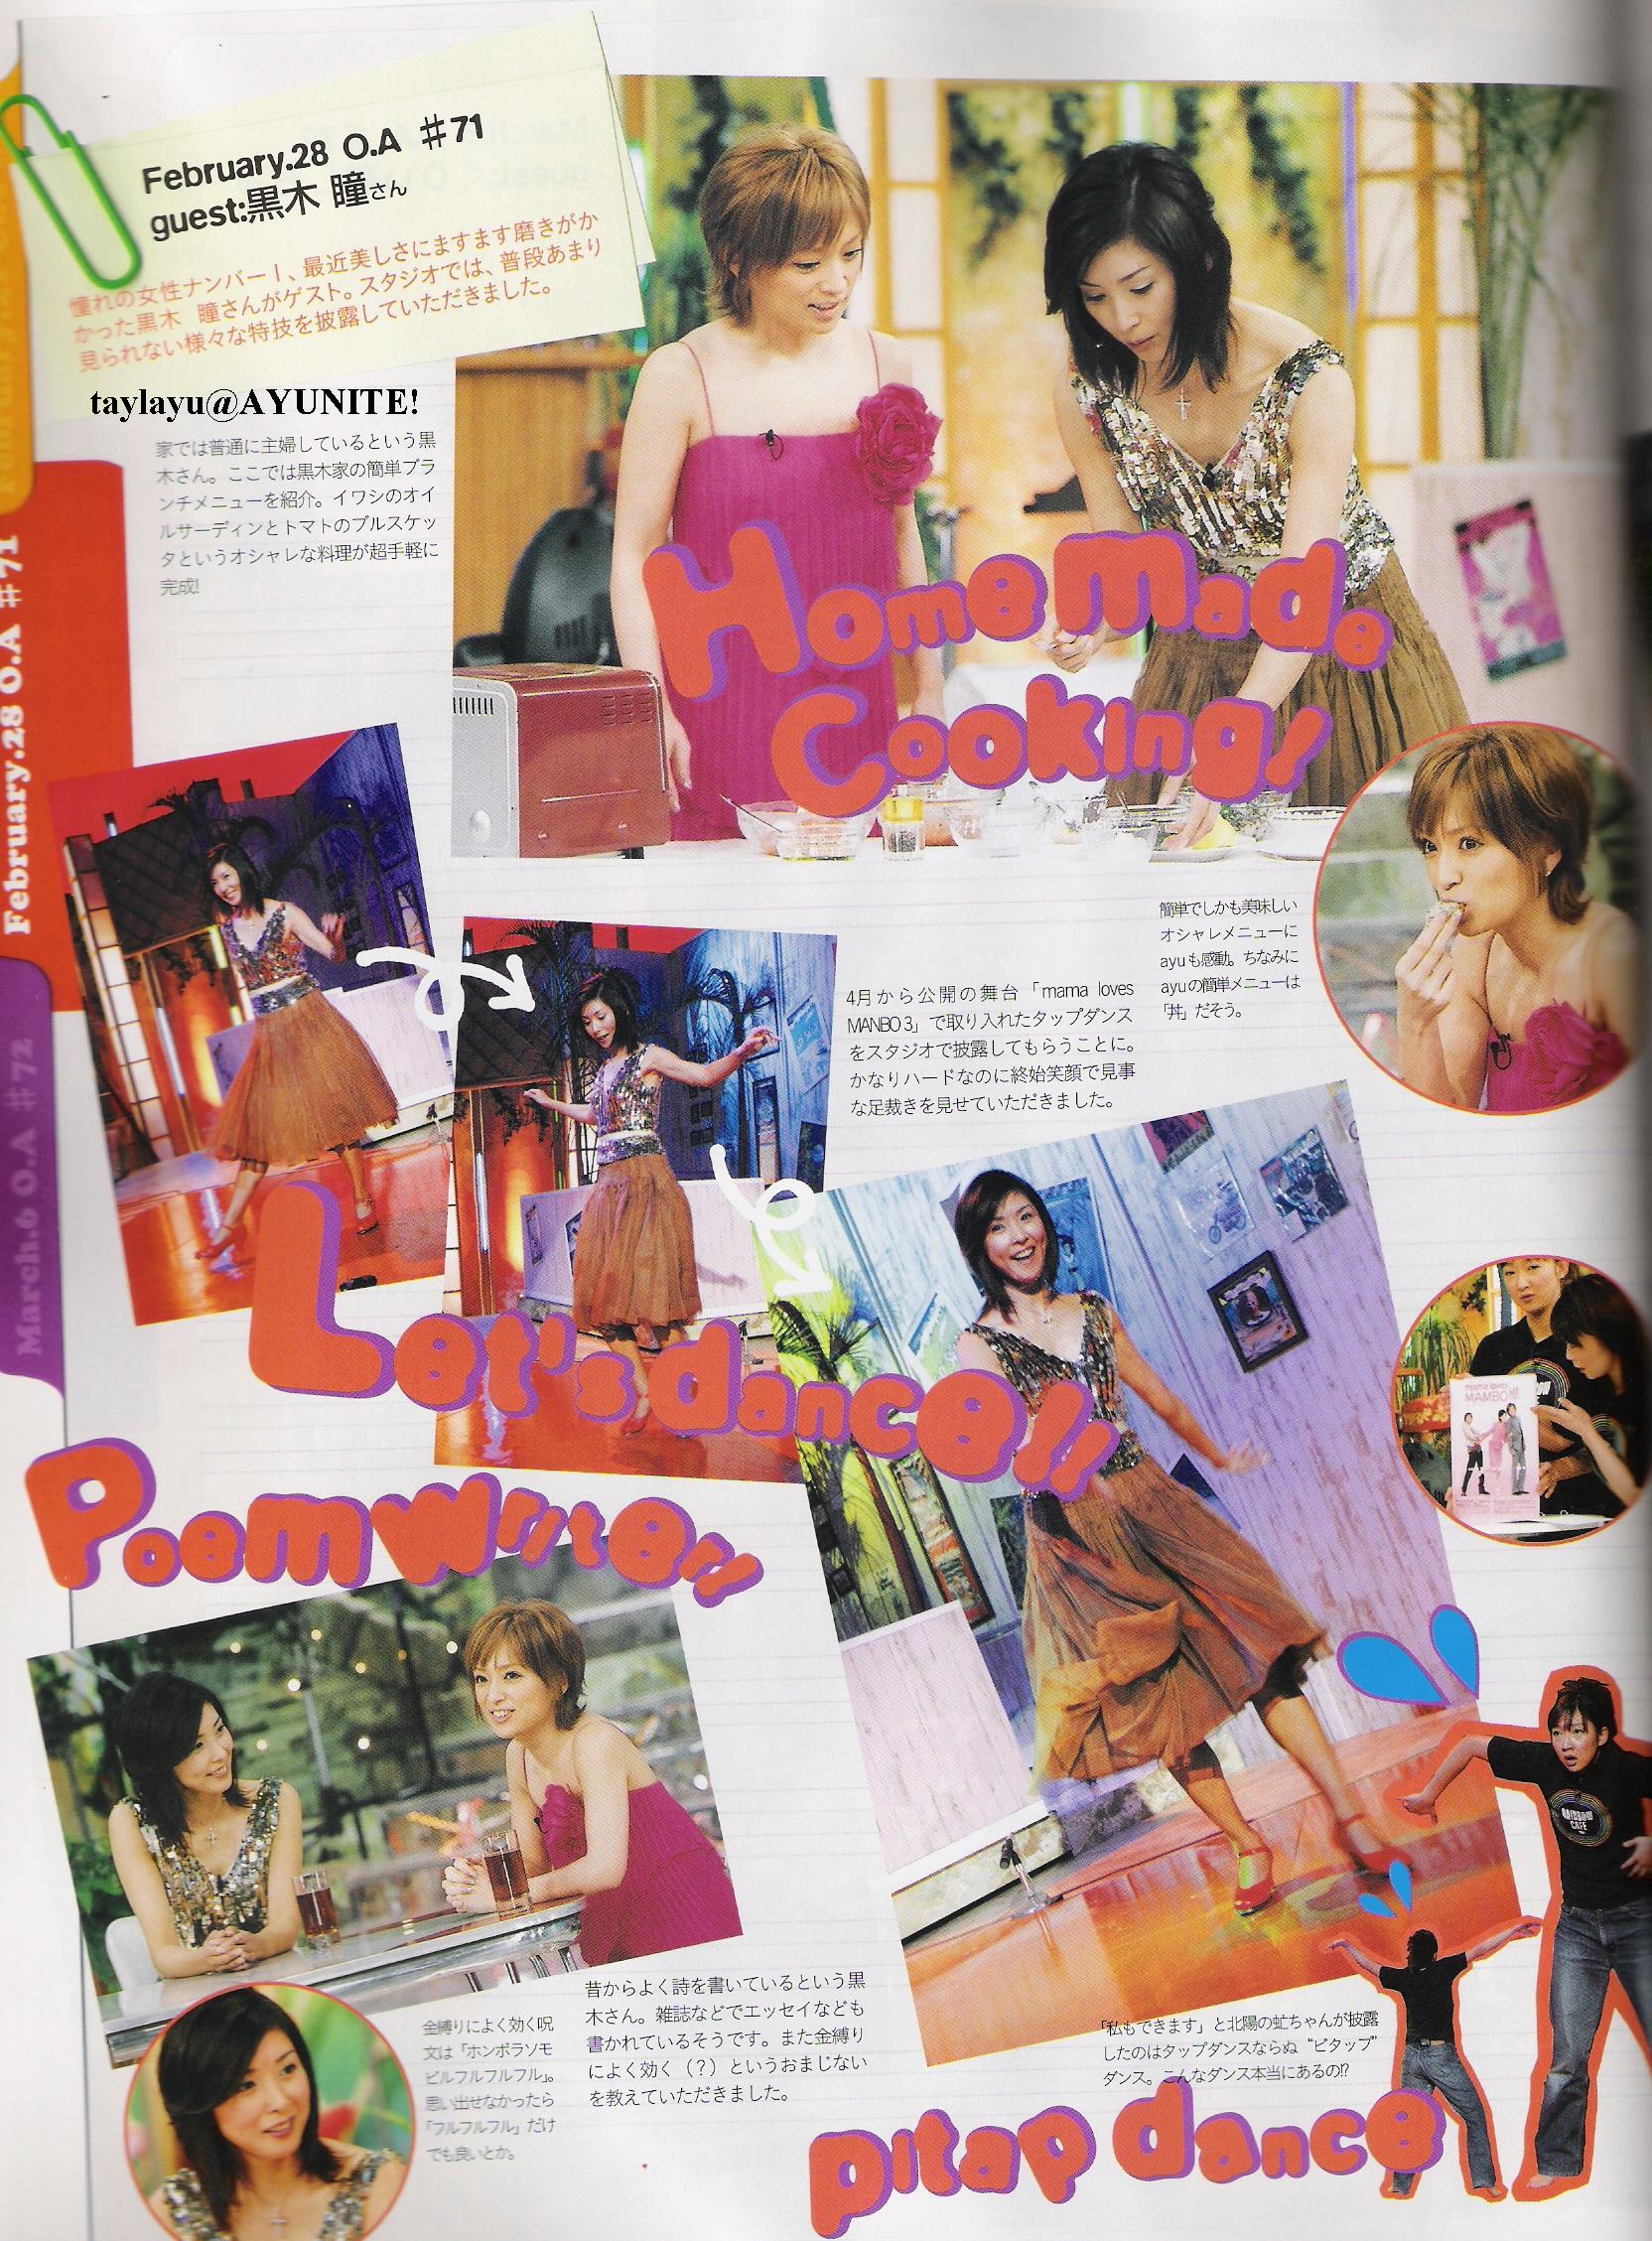 February.28 O.A ♯71
guest:黒木 瞳さん
憧れの女性ナンバー1、最近美しさにますます磨きがか
かった黒木 瞳さんがゲスト。スタジオでは、普段あまり
見られない様々な特技を披露していただきました。
taylayu@AYUNITE!
家では普通に主婦しているという黒
木さん。ここでは黒木家の簡単ブラ
ンチメニューを紹介。イワシのオイ
ルサーディンとトマトのブルスケッ
タというオシャレな料理が超手軽に
完成!
Home Made
Cooking!
February.28 O.A ♯71
March.6 O.A ♯72
簡単でしかも美味しい
オシャレメニューに
ayuも感動。ちなみに
ayuの簡単メニューは
「丼」だそう。
4月から公開の舞台「mama loves
MANBO 3」で取り入れたタップダンス
をスタジオで披露してもらうことに。
かなりハードなのに終始笑顔で見事
な足裁きを見せていただきました。
Let's dance!!
mama loves
MAMBO
Poem Writer!!
昔からよく詩を書いているという黒
木さん。雑誌などでエッセイなども
書かれているそうです。また金縛り
によく効く（？）というおまじない
を教えていただきました。
金縛りによく効く呪
文は「ホンボラソモ
ビルフルフルフル」。
思い出せなかったら
「フルフルフル」だけ
でも良いとか。
RAINBOW
CAFE
「私もできます」と北陽の虻ちゃんが披露
したのはタップダンスならぬ“ピタップ”
ダンス。こんなダンス本当にあるの!?
pitap dance